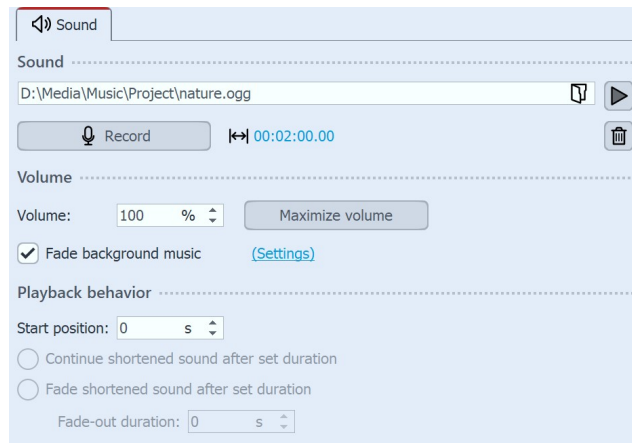 Sound
Sound
D:\Media\Music\Project\nature.ogg
Record 00:02:00.00
Volume
Volume: 100 % Maximize volume
Fade background music (Settings)
Playback behavior
Start position: 0 s
Continue shortened sound after set duration
Fade shortened sound after set duration
Fade-out duration: 0 s